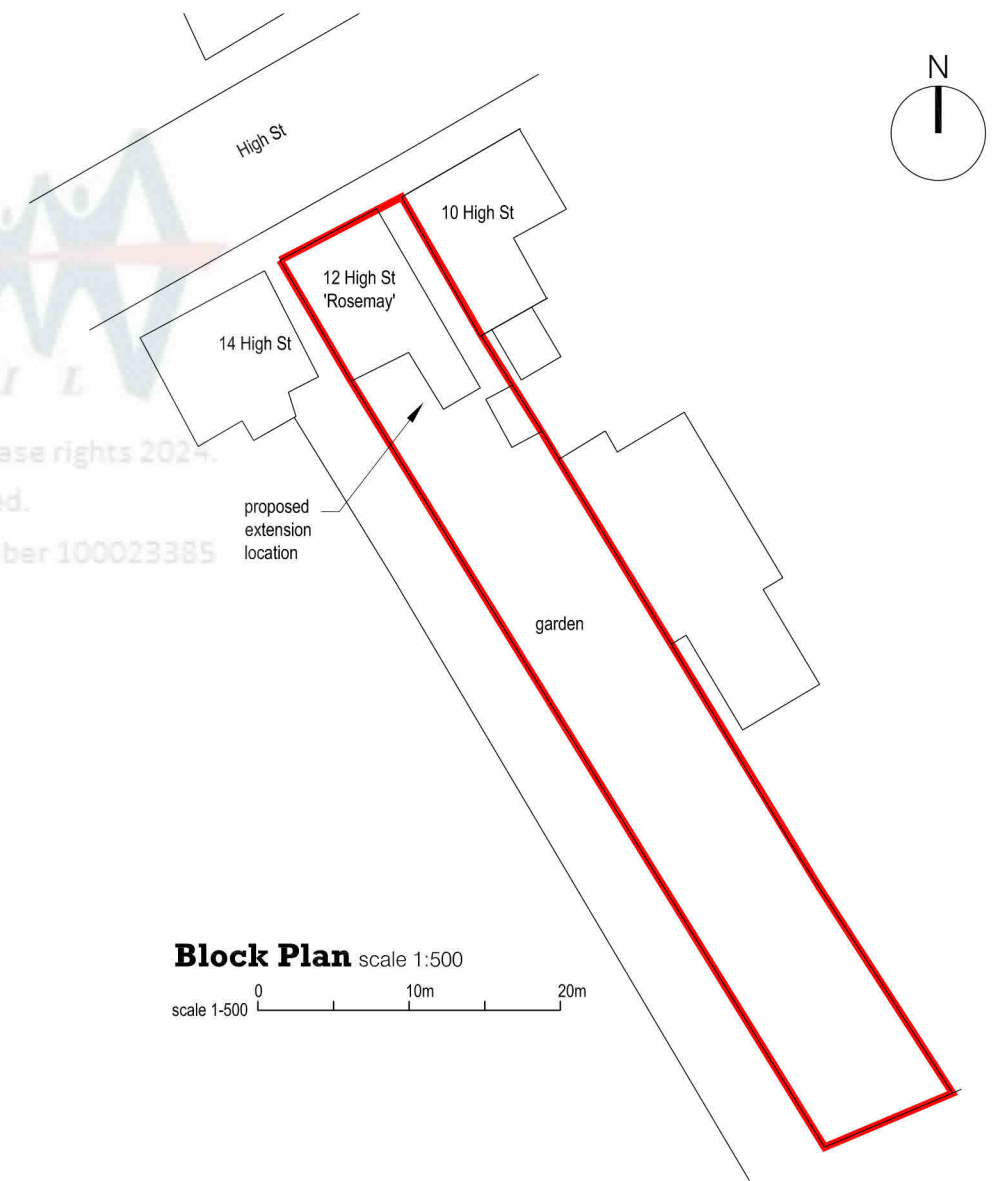 N
High St
10 High St
12 High St
'Rosemay'
14 High St
I L
ase rights 2024.
ed.
ber 100023385
proposed
extension
location
garden
Block Plan scale 1:500
0 10m 20m
scale 1-500